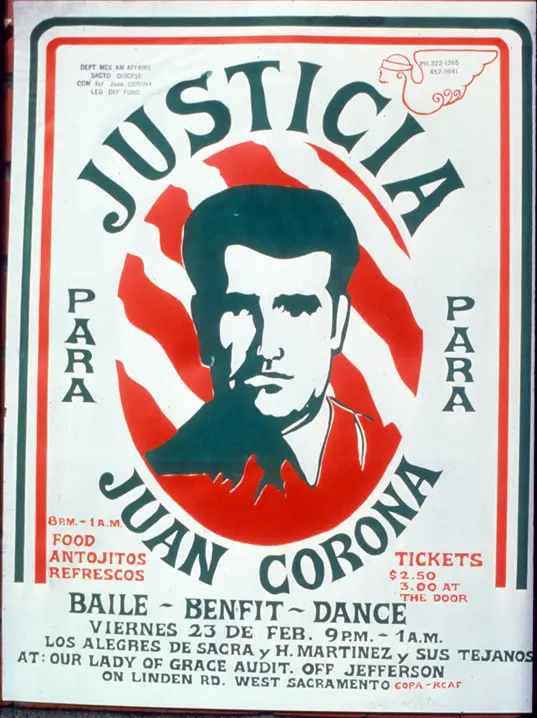 DEPT MEX AM AFFAIRS
SACTO DIOCESE
COM for Juan CORONA
LEG DEF FUND
PH. 322-1365
457-9841
JUSTICIA
PARA
PARA
JUAN CORONA
8 P.M. - 1 A.M.
FOOD
ANTOJITOS
REFRESCOS
TICKETS
$2.50
3.00 AT
THE DOOR
BAILE ~ BENFIT ~ DANCE
VIERNES 23 DE FEB. 9 P.M. - 1 A.M.
LOS ALEGRES DE SACRA y H. MARTINEZ y SUS TEJANOS
AT: OUR LADY OF GRACE AUDIT. OFF JEFFERSON
ON LINDEN RD. WEST SACRAMENTO COPA-RCAF